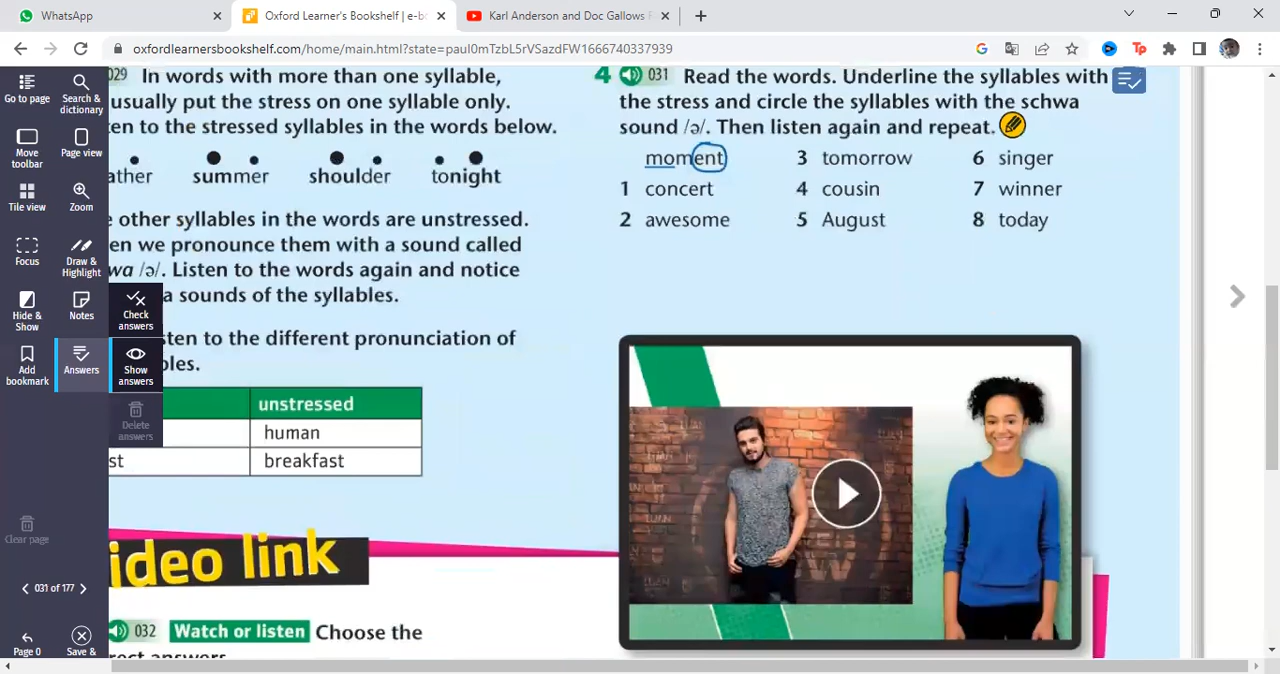 WhatsApp
Oxford Learner's Bookshelf | e-bo
Karl Anderson and Doc Gallows
oxfordlearnersbookshelf.com/home/main.html?state=paul0mTzbL5rVSazdFW1666740337939
Go to page
Search & dictionary
Move toolbar
Page view
Tile view
Zoom
Focus
Draw & Highlight
Hide & Show
Notes
Check answers
Add bookmark
Answers
Show answers
Delete answers
Clear page
031 of 177
Page 0
Save &
029 In words with more than one syllable,
usually put the stress on one syllable only.
ten to the stressed syllables in the words below.
ather summer shoulder tonight
e other syllables in the words are unstressed.
en we pronounce them with a sound called
wa /ə/. Listen to the words again and notice
a sounds of the syllables.
sten to the different pronunciation of
bles.
unstressed
human
st breakfast
ideo link
032 Watch or listen Choose the
rect answers
4 031 Read the words. Underline the syllables with
the stress and circle the syllables with the schwa
sound /ə/. Then listen again and repeat.
moment 3 tomorrow 6 singer
1 concert 4 cousin 7 winner
2 awesome 5 August 8 today